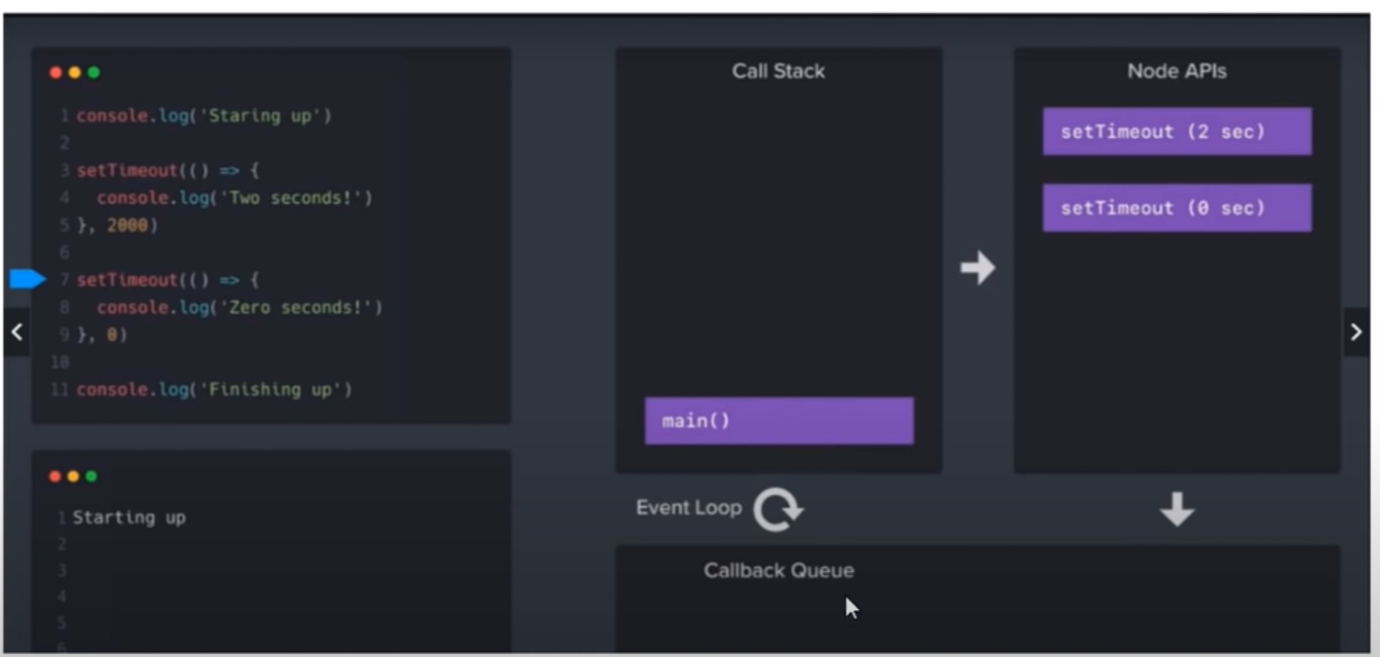 1 console.log('Staring up')
2
3 setTimeout(() => {
4 console.log('Two seconds!')
5 }, 2000)
6
7 setTimeout(() => {
8 console.log('Zero seconds!')
9 }, 0)
10
11 console.log('Finishing up')
1 Starting up
2
3
4
5
6
Call Stack
main()
Node APIs
setTimeout (2 sec)
setTimeout (0 sec)
Event Loop
Callback Queue